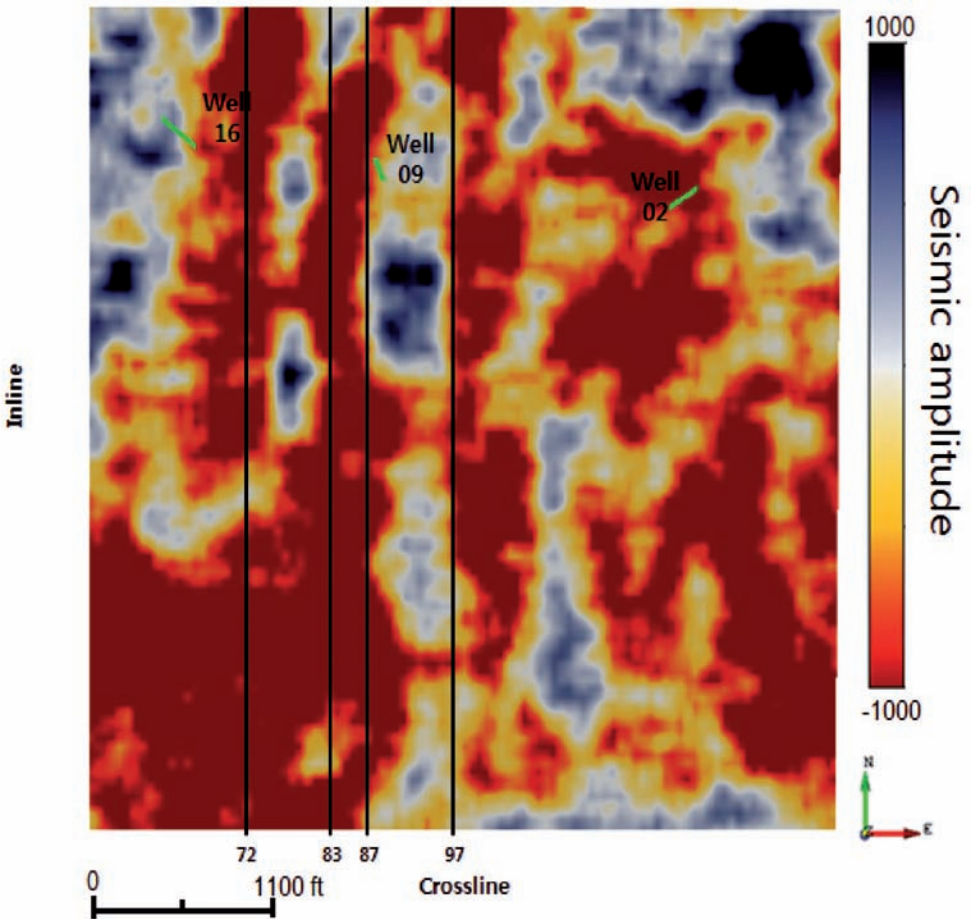 1000
Well
16
Well
09
Well
02
Seismic amplitude
Inline
-1000
N
E
72 83 87 97
0 1100 ft Crossline